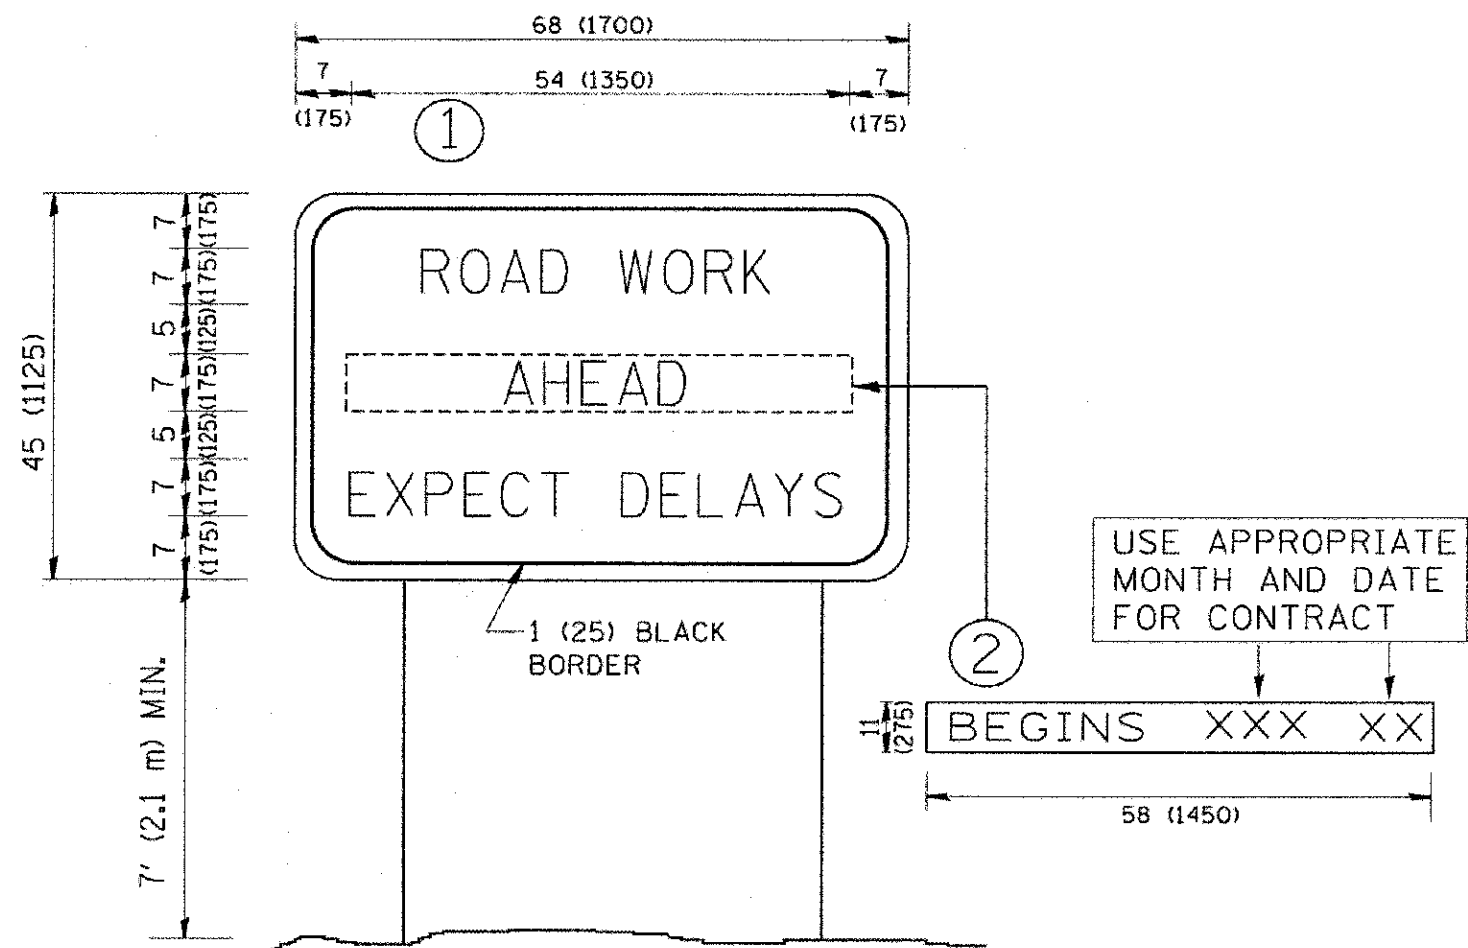 68 (1700)
7
54 (1350)
7
(175)
(175)
1
45 (1125)
7
(175)
7
(175)
5
(125)
7
(175)
5
(125)
7
(175)
7
(175)
ROAD WORK
AHEAD
EXPECT DELAYS
1 (25) BLACK
BORDER
7' (2.1 m) MIN.
2
USE APPROPRIATE
MONTH AND DATE
FOR CONTRACT
11
(275)
BEGINS XXX XX
58 (1450)